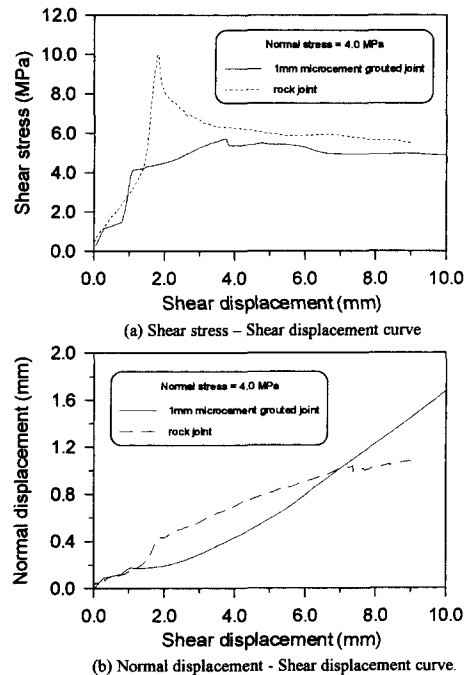 12.0
10.0
8.0
6.0
4.0
2.0
0.0
Shear stress (MPa)
Normal stress = 4.0 MPa
1mm microcement grouted joint
rock joint
0.0 2.0 4.0 6.0 8.0 10.0
Shear displacement (mm)
(a) Shear stress – Shear displacement curve
2.0
1.6
1.2
0.8
0.4
0.0
Normal displacement (mm)
Normal stress = 4.0 MPa
1mm microcement grouted joint
rock joint
0.0 2.0 4.0 6.0 8.0 10.0
Shear displacement (mm)
(b) Normal displacement - Shear displacement curve.